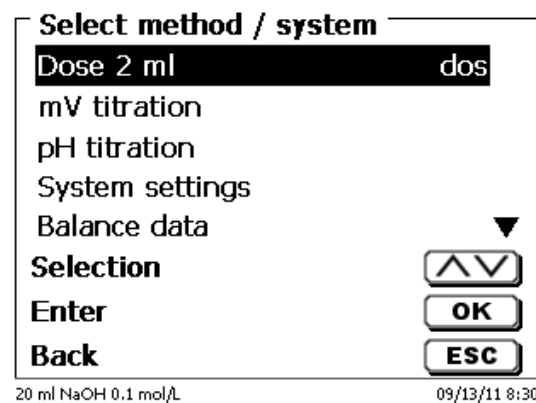 Select method / system
Dose 2 ml dos
mV titration
pH titration
System settings
Balance data
Selection
Enter OK
Back ESC
20 ml NaOH 0.1 mol/L 09/13/11 8:30